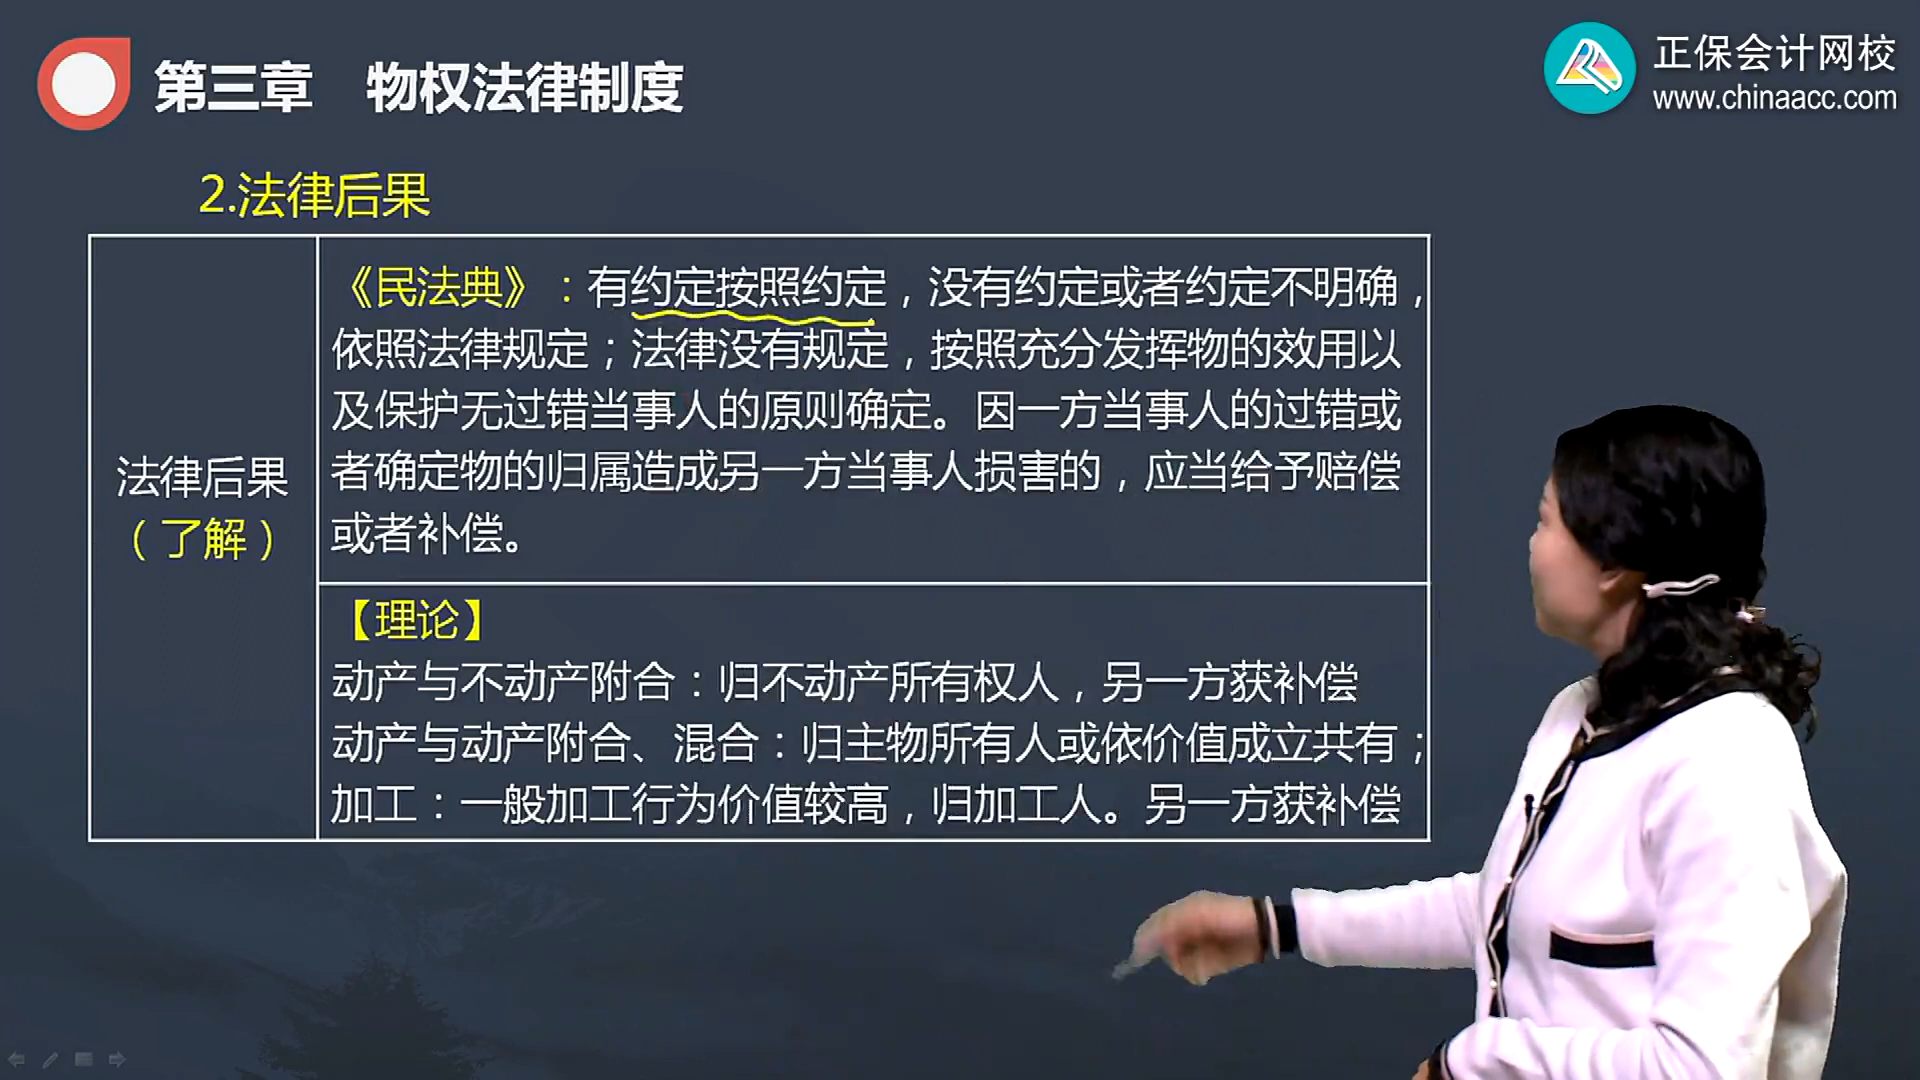 第三章 物权法律制度
正保会计网校
www.chinaacc.com
2.法律后果
法律后果
（了解）
《民法典》：有约定按照约定，没有约定或者约定不明确，
依照法律规定；法律没有规定，按照充分发挥物的效用以
及保护无过错当事人的原则确定。因一方当事人的过错或
者确定物的归属造成另一方当事人损害的，应当给予赔偿
或者补偿。
【理论】
动产与不动产附合：归不动产所有权人，另一方获补偿
动产与动产附合、混合：归主物所有人或依价值成立共有；
加工：一般加工行为价值较高，归加工人。另一方获补偿